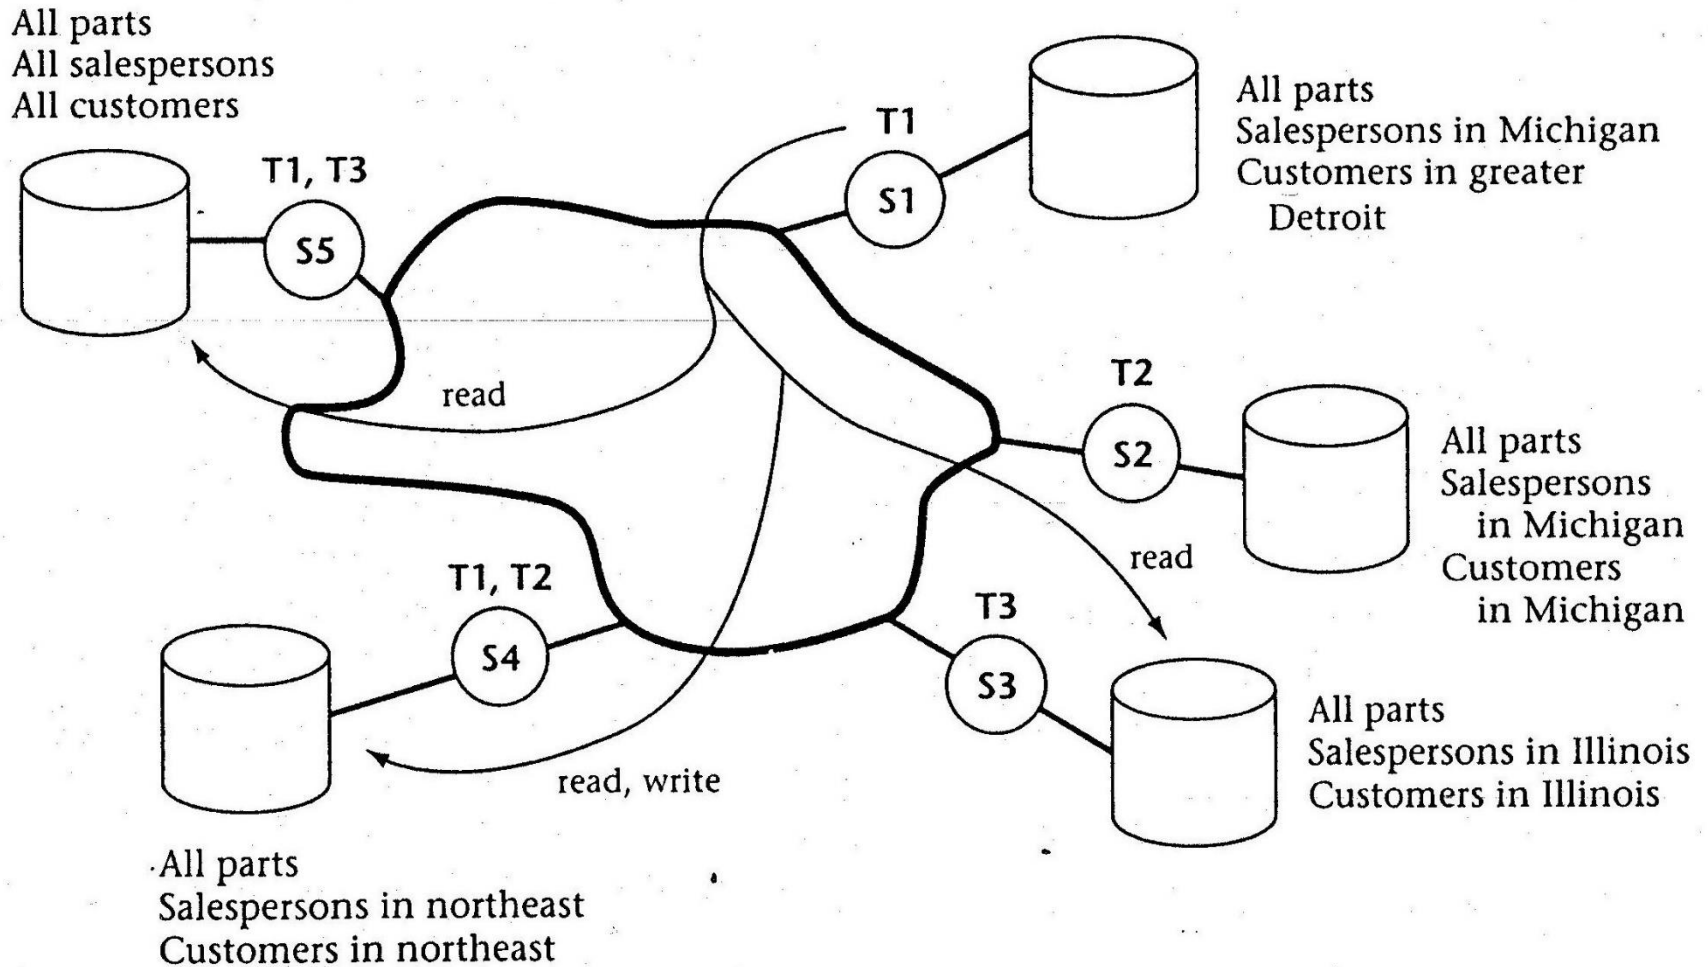 All parts
All salespersons
All customers
T1, T3
S5
T1
S1
All parts
Salespersons in Michigan
Customers in greater
Detroit
read
T2
S2
All parts
Salespersons
in Michigan
Customers
in Michigan
read
T1, T2
S4
T3
S3
All parts
Salespersons in Illinois
Customers in Illinois
read, write
All parts
Salespersons in northeast
Customers in northeast